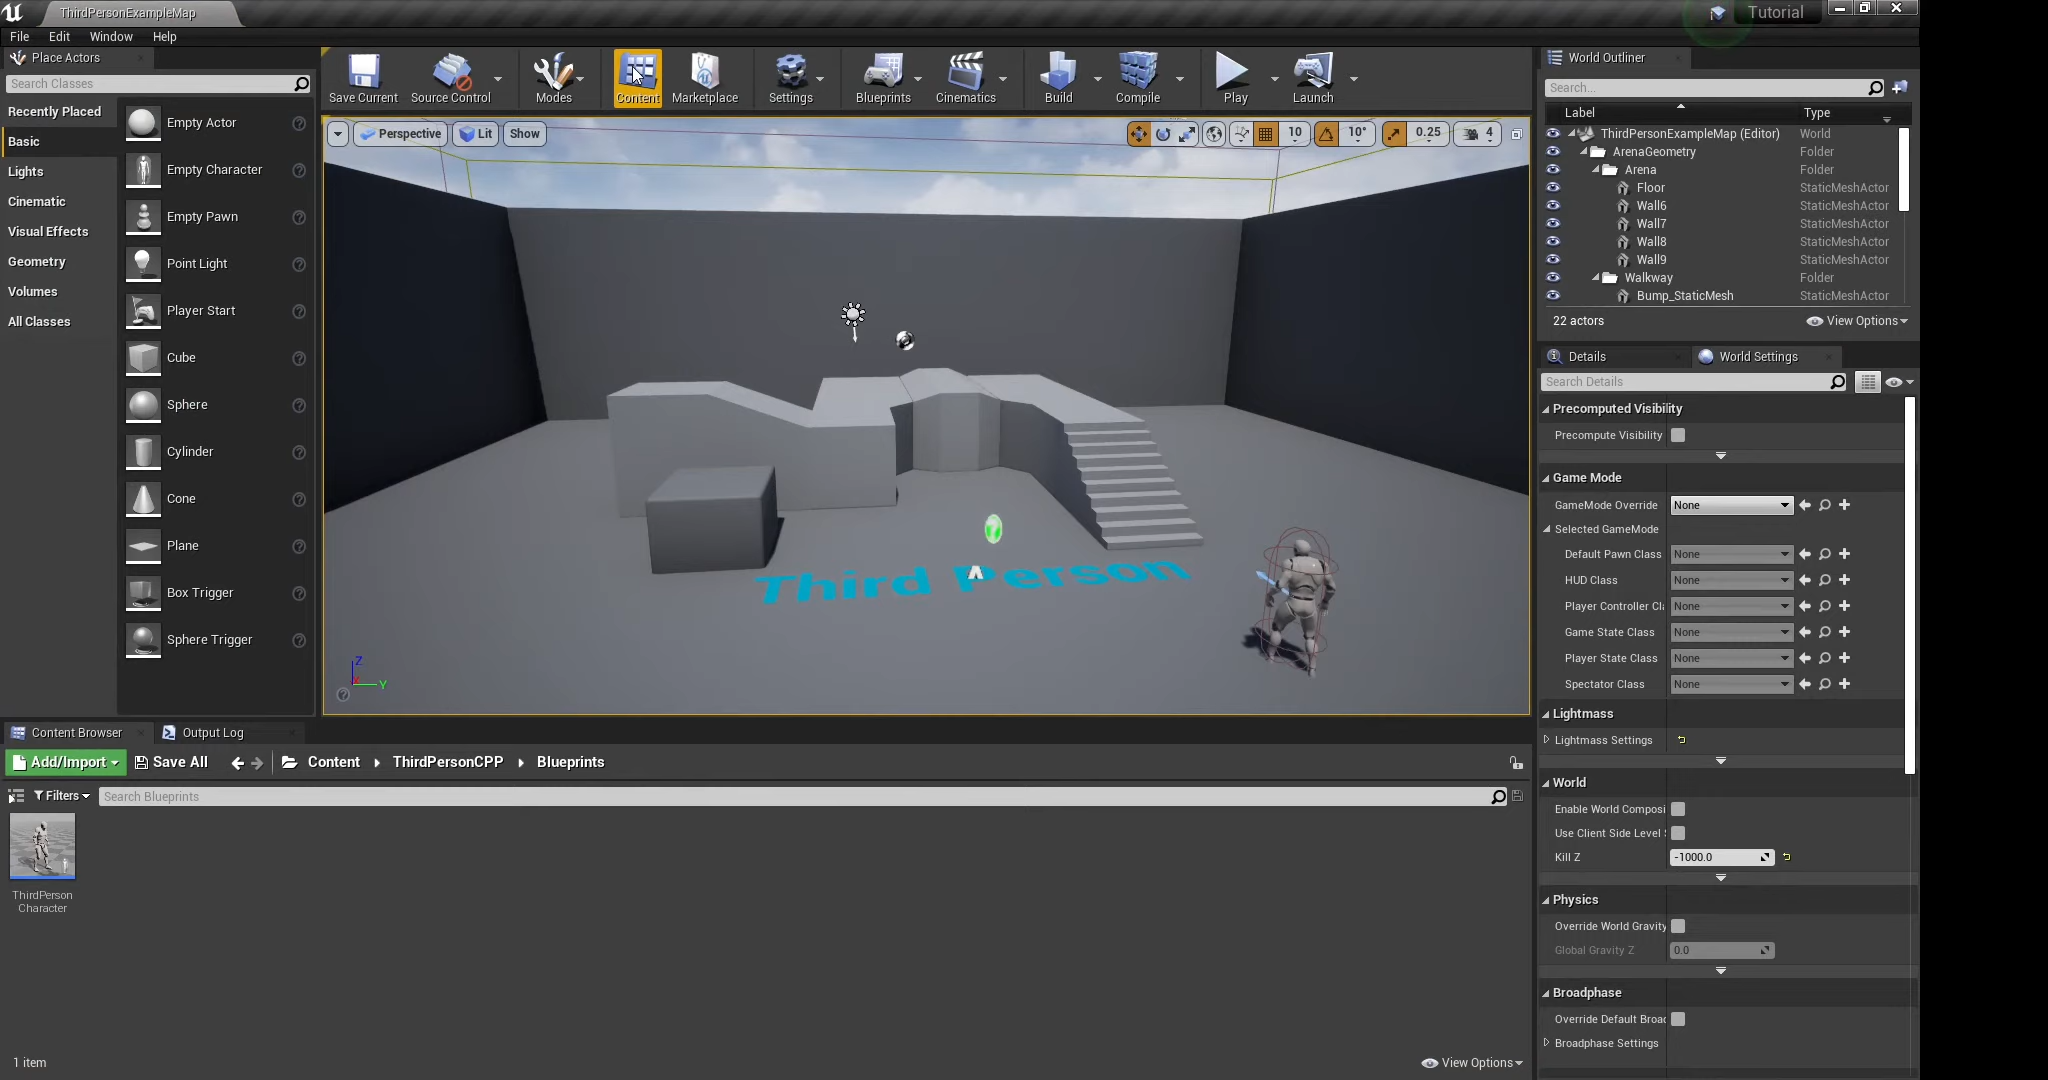 ThirdPersonExampleMap
Tutorial
File Edit Window Help
Place Actors
Search Classes
Recently Placed
Basic
Lights
Cinematic
Visual Effects
Geometry
Volumes
All Classes
Empty Actor
Empty Character
Empty Pawn
Point Light
Player Start
Cube
Sphere
Cylinder
Cone
Plane
Box Trigger
Sphere Trigger
Save Current
Source Control
Modes
Content
Marketplace
Settings
Blueprints
Cinematics
Build
Compile
Play
Launch
Perspective Lit Show
10 10° 0.25 4
Third Person
Z
X
Y
World Outliner
Search...
Label Type
ThirdPersonExampleMap (Editor) World
ArenaGeometry Folder
Arena Folder
Floor StaticMeshActor
Wall6 StaticMeshActor
Wall7 StaticMeshActor
Wall8 StaticMeshActor
Wall9 StaticMeshActor
Walkway Folder
Bump_StaticMesh StaticMeshActor
22 actors View Options
Details World Settings
Search Details
Precomputed Visibility
Precompute Visibility
Game Mode
GameMode Override None
Selected GameMode
Default Pawn Class None
HUD Class None
Player Controller Cl None
Game State Class None
Player State Class None
Spectator Class None
Lightmass
Lightmass Settings
World
Enable World Composi
Use Client Side Level
Kill Z -1000.0
Physics
Override World Gravity
Global Gravity Z 0.0
Broadphase
Override Default Broad
Broadphase Settings
Content Browser Output Log
Add/Import Save All Content ThirdPersonCPP Blueprints
Filters Search Blueprints
ThirdPerson
Character
1 item View Options